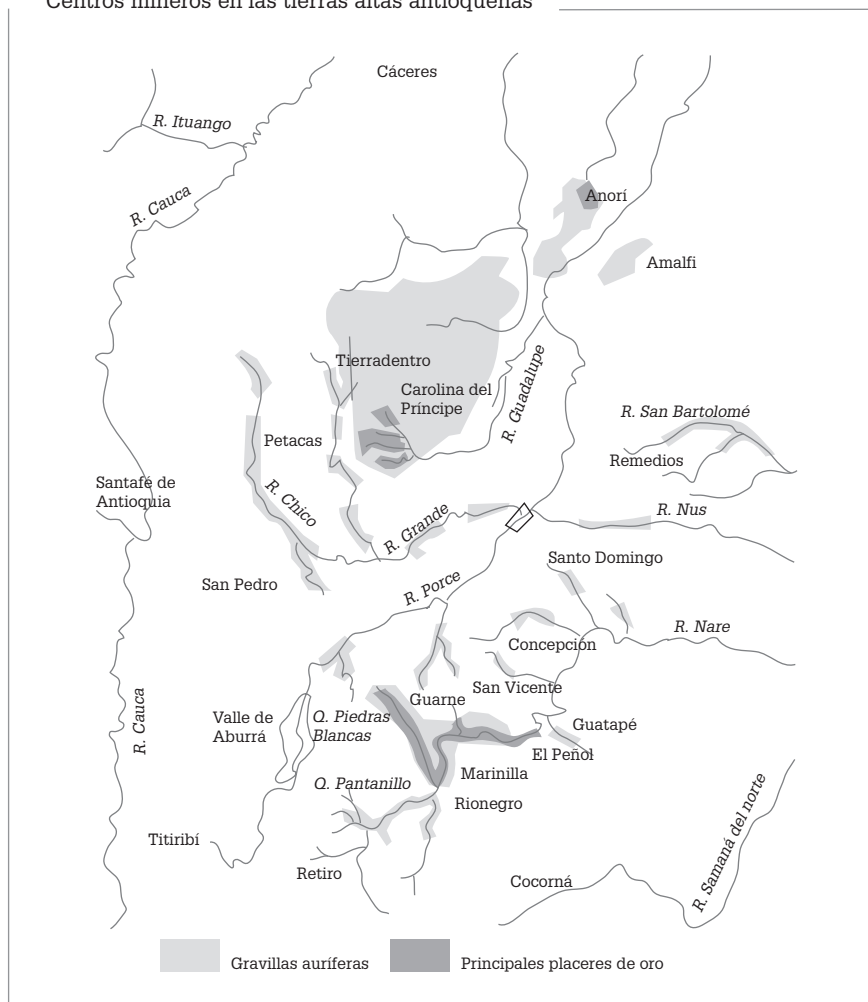 Centros mineros en las tierras altas antioqueñas
Cáceres
R. Ituango
R. Cauca
Anorí
Amalfi
Tierradentro
Carolina del
Príncipe
R. Guadalupe
R. San Bartolomé
Petacas
Remedios
Santafé de
Antioquia
R. Chico
R. Nus
R. Grande
Santo Domingo
San Pedro
R. Porce
R. Nare
Concepción
San Vicente
Guarne
R. Cauca
Valle de
Aburrá
Q. Piedras
Blancas
Guatapé
El Peñol
Marinilla
Q. Pantanillo
Rionegro
R. Samaná del norte
Titiribí
Retiro
Cocorná
Gravillas auríferas
Principales placeres de oro